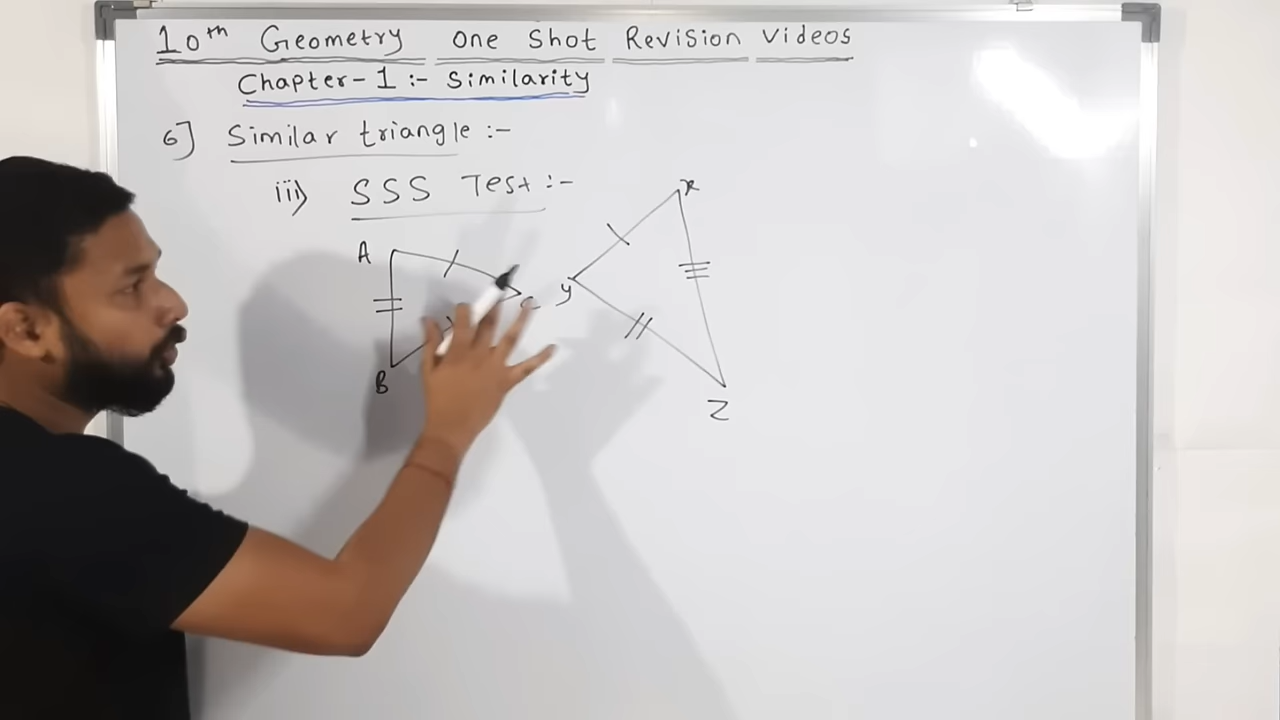 10th Geometry one shot Revision videos
Chapter-1 :- Similarity
6] Similar triangle :-
iii) SSS Test :-
A
B
C
x
y
Z